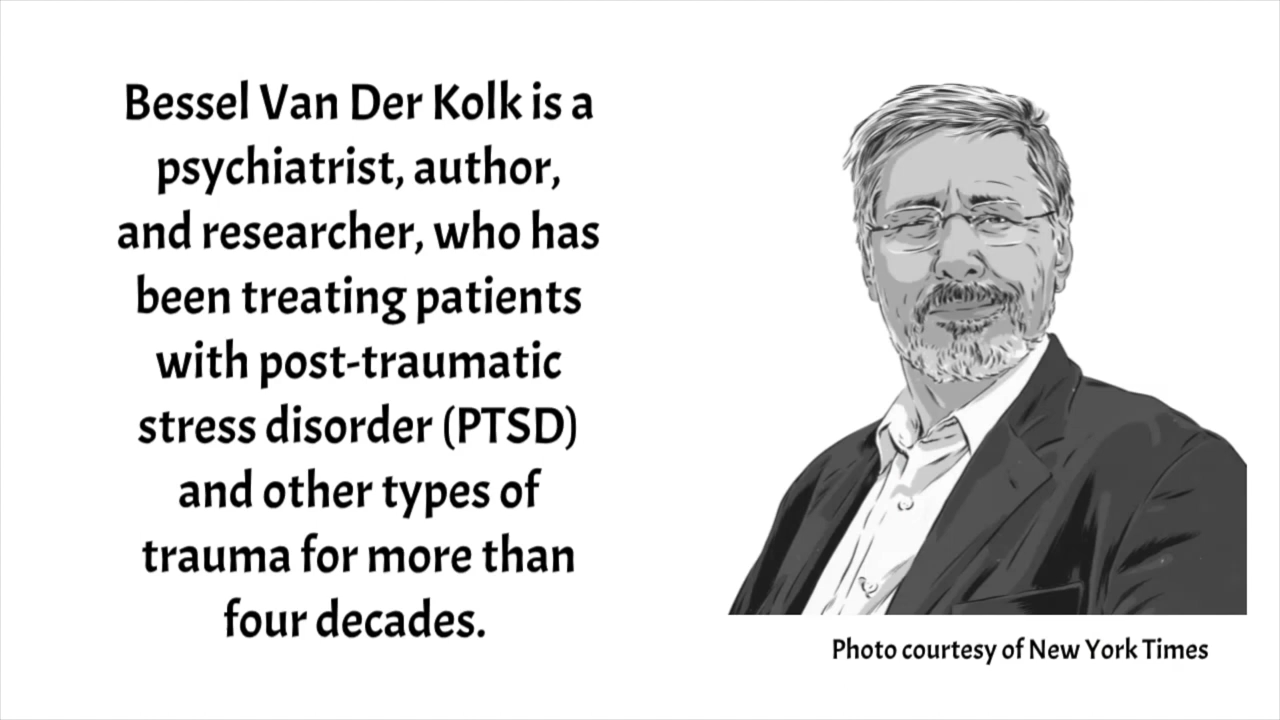 Bessel Van Der Kolk is a
psychiatrist, author,
and researcher, who has
been treating patients
with post-traumatic
stress disorder (PTSD)
and other types of
trauma for more than
four decades.
Photo courtesy of New York Times